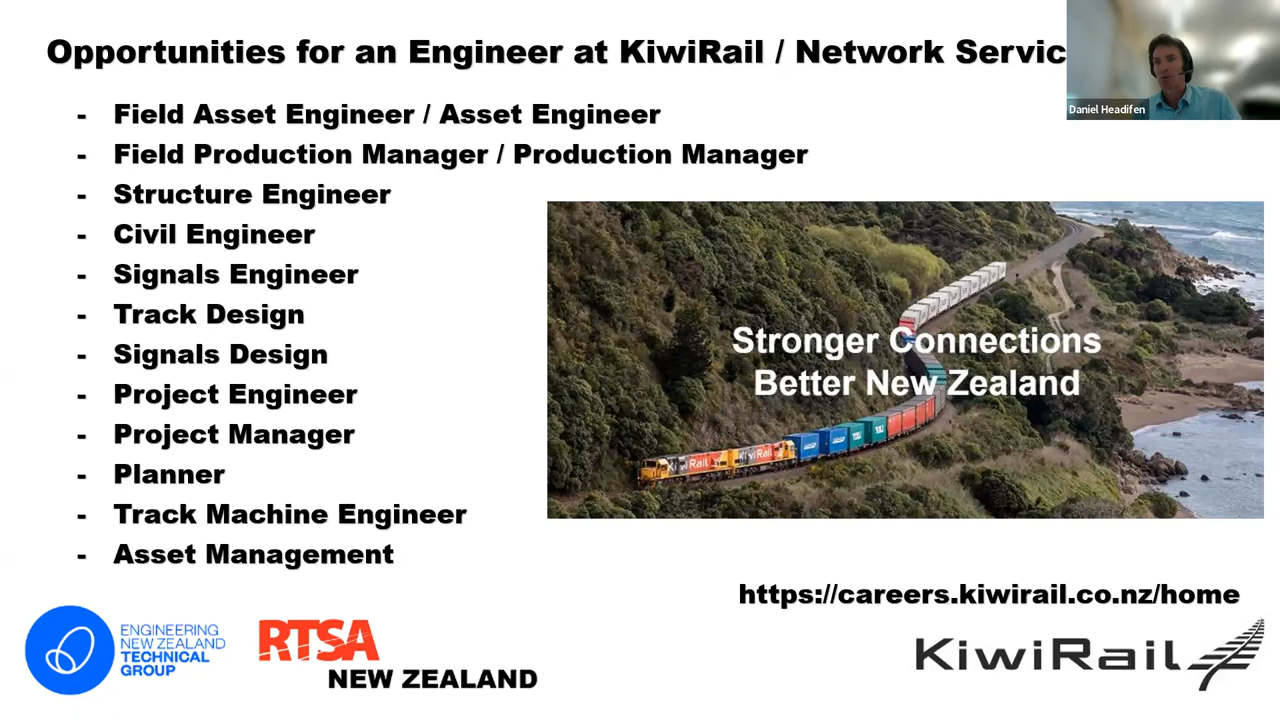 Opportunities for an Engineer at KiwiRail / Network Servic
Daniel Headifen
- Field Asset Engineer / Asset Engineer
- Field Production Manager / Production Manager
- Structure Engineer
- Civil Engineer
- Signals Engineer
- Track Design
- Signals Design
- Project Engineer
- Project Manager
- Planner
- Track Machine Engineer
- Asset Management
Stronger Connections
Better New Zealand
KiwiRail
KiwiRail
https://careers.kiwirail.co.nz/home
ENGINEERING
NEW ZEALAND
TECHNICAL
GROUP
RTSA
NEW ZEALAND
KiwiRail